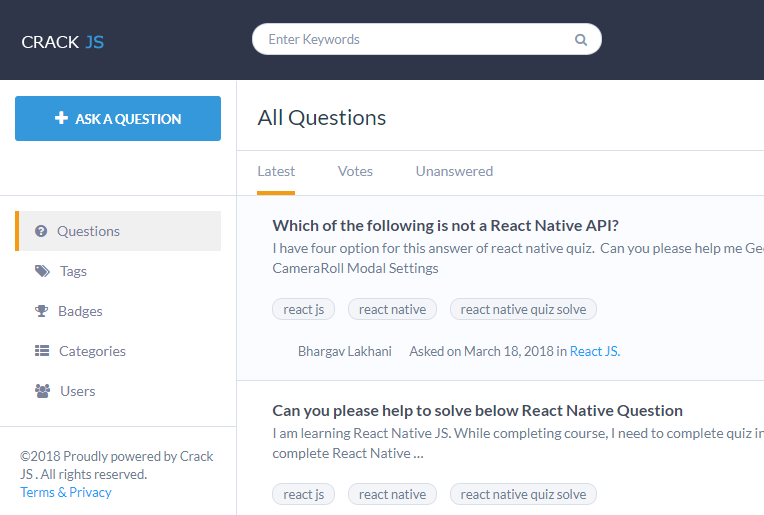 CRACK JS
Enter Keywords
ASK A QUESTION
Questions
Tags
Badges
Categories
Users
©2018 Proudly powered by Crack
JS . All rights reserved.
Terms & Privacy
All Questions
Latest Votes Unanswered
Which of the following is not a React Native API?
I have four option for this answer of react native quiz. Can you please help me
CameraRoll Modal Settings
react js react native react native quiz solve
Bhargav Lakhani Asked on March 18, 2018 in React JS.
Can you please help to solve below React Native Question
I am learning React Native JS. While completing course, I need to complete quiz in
complete React Native ...
react js react native react native quiz solve